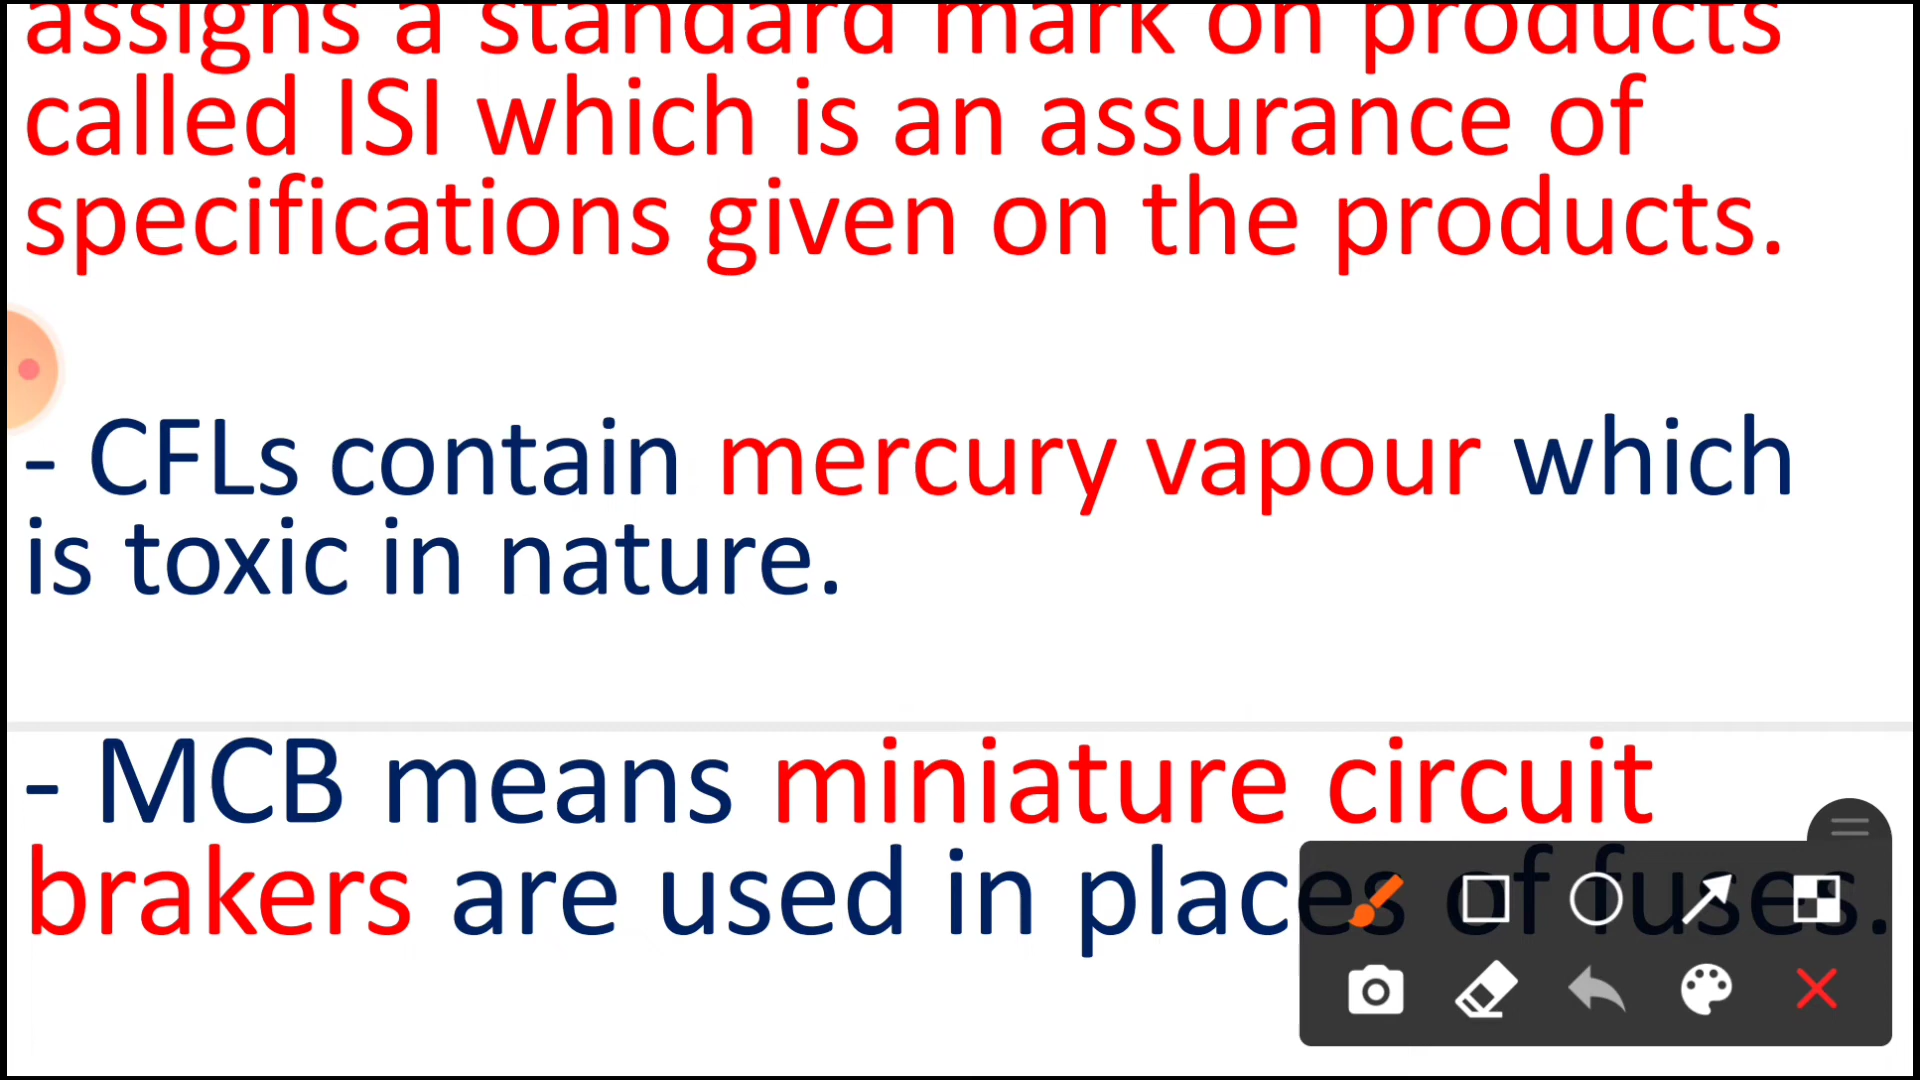 assigns a standard mark on products
called ISI which is an assurance of
specifications given on the products.
- CFLs contain mercury vapour which
is toxic in nature.
- MCB means miniature circuit
brakers are used in places of fuses.